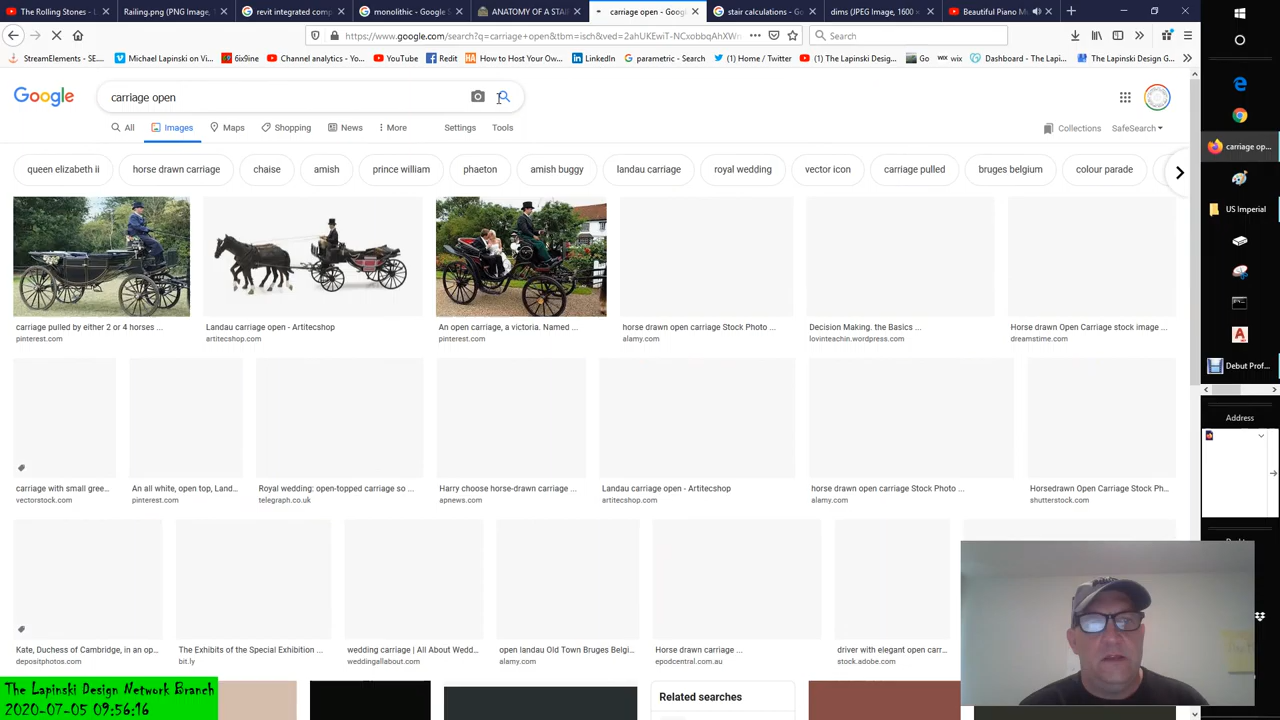 The Rolling Stones - L
Railing.png (PNG Image,
revit integrated comp
monolithic - Google S
ANATOMY OF A STAI
carriage open - Googl
stair calculations - Go
dims (JPEG Image, 1600 ×
Beautiful Piano M
https://www.google.com/search?q=carriage+open&tbm=isch&ved=2ahUKEwiT-NCxobbqAhXWn
Search
StreamElements - SE...
Michael Lapinski on Vi...
6ix9ine
Channel analytics - Yo...
YouTube
Redit
How to Host Your Ow...
LinkedIn
parametric - Search
(1) Home / Twitter
(1) The Lapinski Desig...
Go
wix
Dashboard - The Lapi...
The Lapinski Design G...
Google
carriage open
All
Images
Maps
Shopping
News
More
Settings
Tools
Collections
SafeSearch
queen elizabeth ii
horse drawn carriage
chaise
amish
prince william
phaeton
amish buggy
landau carriage
royal wedding
vector icon
carriage pulled
bruges belgium
colour parade
carriage pulled by either 2 or 4 horses ...
pinterest.com
Landau carriage open - Artitecshop
artitecshop.com
An open carriage, a victoria. Named ...
pinterest.com
horse drawn open carriage Stock Photo ...
alamy.com
Decision Making. the Basics ...
lovinteachin.wordpress.com
Horse drawn Open Carriage stock image ...
dreamstime.com
carriage with small gree...
vectorstock.com
An all white, open top, Land...
pinterest.com
Royal wedding: open-topped carriage so ...
telegraph.co.uk
Harry choose horse-drawn carriage ...
apnews.com
Landau carriage open - Artitecshop
artitecshop.com
horse drawn open carriage Stock Photo ...
alamy.com
Horsedrawn Open Carriage Stock Ph...
shutterstock.com
Kate, Duchess of Cambridge, in an op...
depositphotos.com
The Exhibits of the Special Exhibition ...
bit.ly
wedding carriage | All About Wedd...
weddingallabout.com
open landau Old Town Bruges Belgi...
alamy.com
Horse drawn carriage ...
epodcentral.com.au
driver with elegant open carr...
stock.adobe.com
Related searches
carriage op...
US Imperial
Debut Prof...
Address
The Lapinski Design Network Branch
2020-07-05 09:56:16